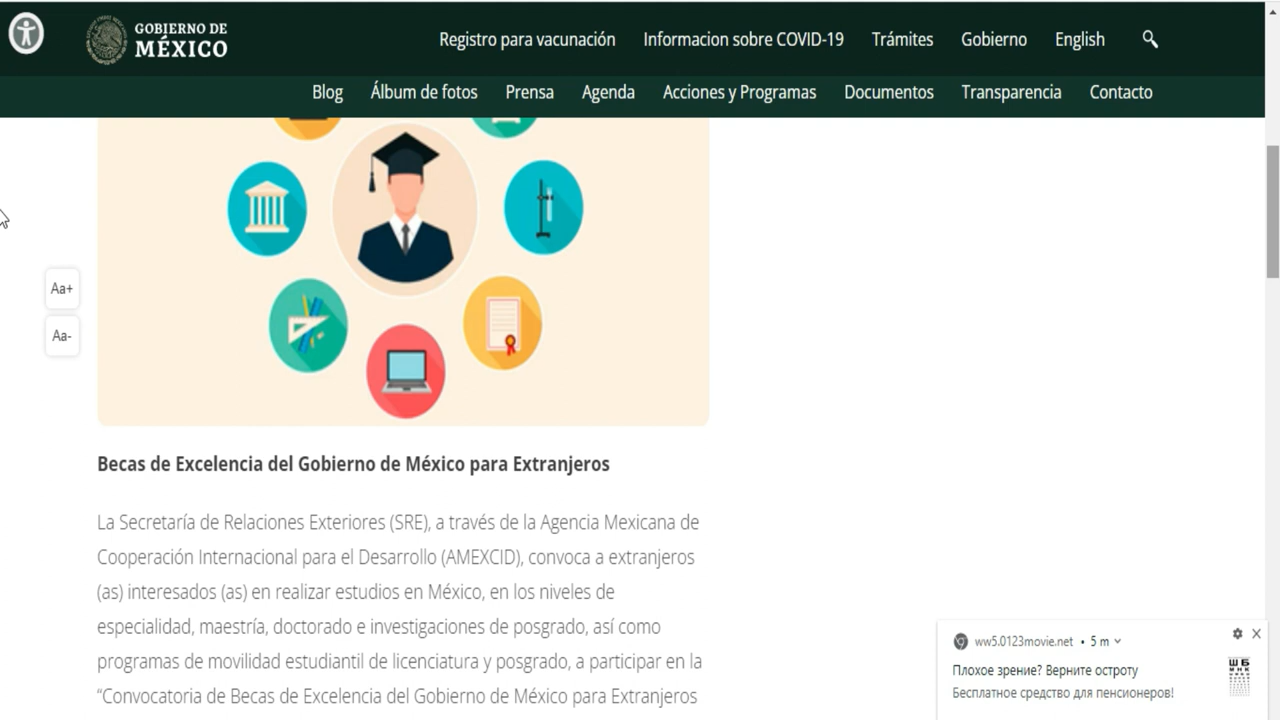 GOBIERNO DE
MÉXICO
Registro para vacunación Informacion sobre COVID-19 Trámites Gobierno English
Blog Álbum de fotos Prensa Agenda Acciones y Programas Documentos Transparencia Contacto
Aa+
Aa-
Becas de Excelencia del Gobierno de México para Extranjeros
La Secretaría de Relaciones Exteriores (SRE), a través de la Agencia Mexicana de
Cooperación Internacional para el Desarrollo (AMEXCID), convoca a extranjeros
(as) interesados (as) en realizar estudios en México, en los niveles de
especialidad, maestría, doctorado e investigaciones de posgrado, así como
programas de movilidad estudiantil de licenciatura y posgrado, a participar en la
“Convocatoria de Becas de Excelencia del Gobierno de México para Extranjeros
ww5.0123movie.net • 5 m
Плохое зрение? Верните остроту
Бесплатное средство для пенсионеров!
Ш Б